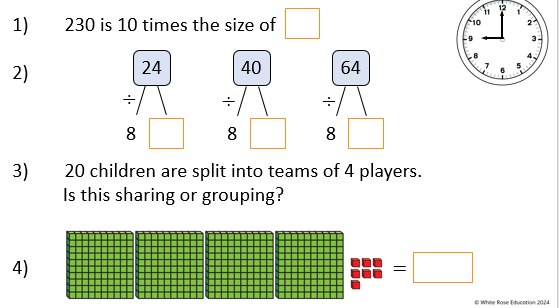 1) 230 is 10 times the size of
12
1
2
3
4
5
6
7
8
9
10
11
2) 24 40 64
÷ ÷ ÷
8 8 8
3) 20 children are split into teams of 4 players.
Is this sharing or grouping?
4) =
© White Rose Education 2024